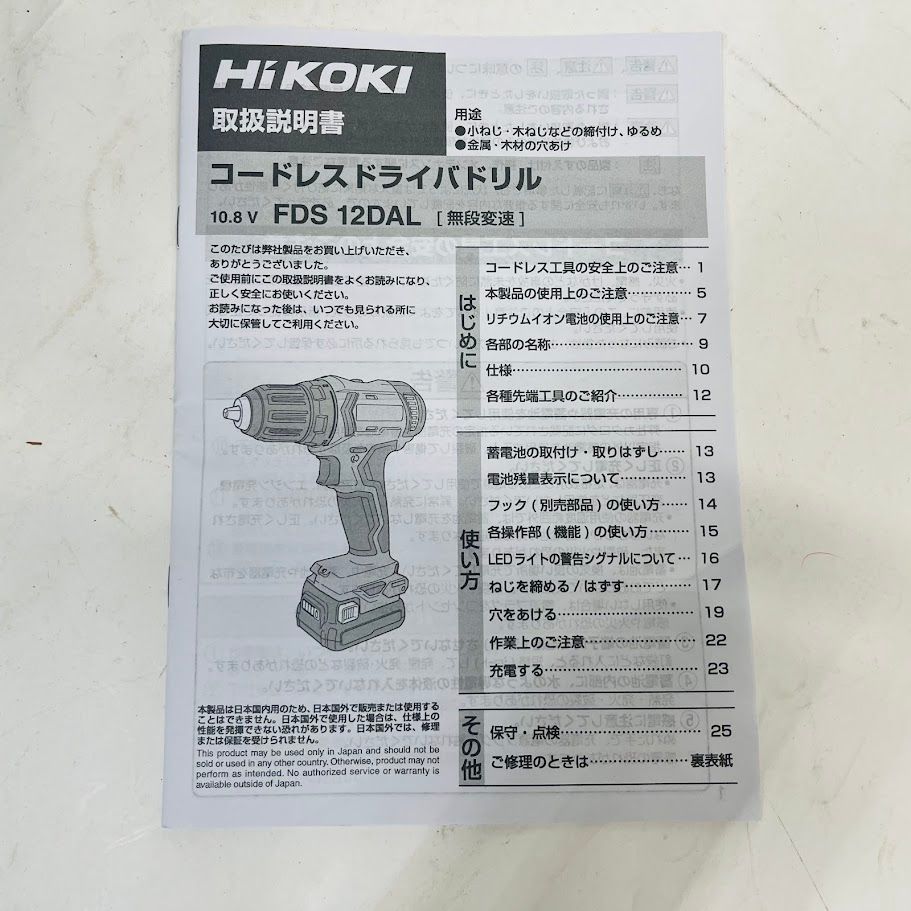 HiKOKI
取扱説明書
用途
●小ねじ・木ねじなどの締付け、ゆるめ
●金属・木材の穴あけ
コードレスドライバドリル
10.8 V FDS 12DAL [無段変速]
このたびは弊社製品をお買い上げいただき、
ありがとうございました。
ご使用前にこの取扱説明書をよくお読みになり、
正しく安全にお使いください。
お読みになった後は、いつでも見られる所に
大切に保管してご利用ください。
はじめに
コードレス工具の安全上のご注意… 1
本製品の使用上のご注意………… 5
リチウムイオン電池の使用上のご注意… 7
各部の名称………………………… 9
仕様………………………………… 10
各種先端工具のご紹介…………… 12
使い方
蓄電池の取付け・取りはずし…… 13
電池残量表示について…………… 13
フック(別売部品)の使い方…… 14
各操作部(機能)の使い方……… 15
LEDライトの警告シグナルについて… 16
ねじを締める/はずす…………… 17
穴をあける………………………… 19
作業上のご注意…………………… 22
充電する…………………………… 23
その他
保守・点検………………………… 25
ご修理のときは…………………… 裏表紙
本製品は日本国内用のため、日本国外で販売または使用する
ことはできません。日本国外で使用した場合は、仕様上の
性能を発揮できない恐れがあります。日本国外では、修理
または保証を受けられません。
This product may be used only in Japan and should not be
sold or used in any other country. Otherwise, product may not
perform as intended. No authorized service or warranty is
available outside of Japan.